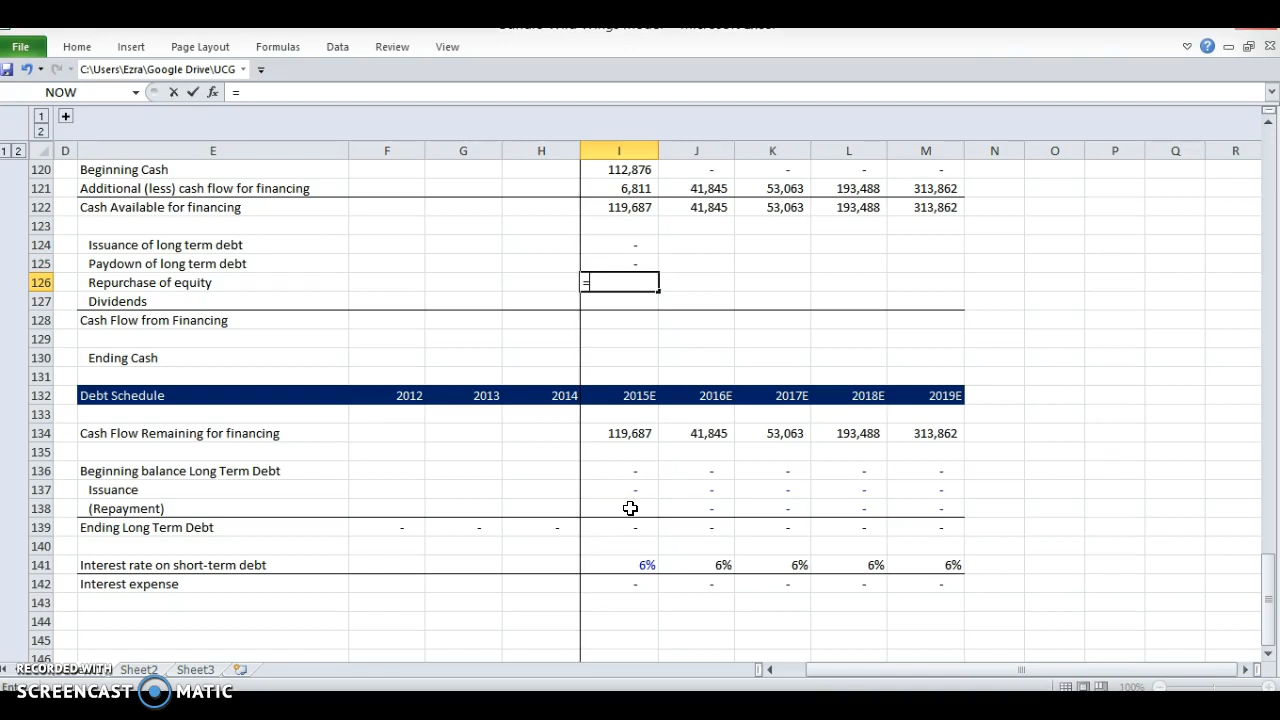 File Home Insert Page Layout Formulas Data Review View
C:\Users\Ezra\Google Drive\UCG
NOW =
1
2
1 2 D E F G H I J K L M N O P Q R
120 Beginning Cash 112,876 - - - -
121 Additional (less) cash flow for financing 6,811 41,845 53,063 193,488 313,862
122 Cash Available for financing 119,687 41,845 53,063 193,488 313,862
123
124 Issuance of long term debt -
125 Paydown of long term debt -
126 Repurchase of equity =
127 Dividends
128 Cash Flow from Financing
129
130 Ending Cash
131
132 Debt Schedule 2012 2013 2014 2015E 2016E 2017E 2018E 2019E
133
134 Cash Flow Remaining for financing 119,687 41,845 53,063 193,488 313,862
135
136 Beginning balance Long Term Debt - - - - -
137 Issuance - - - - -
138 (Repayment) - - - - -
139 Ending Long Term Debt - - - - - - - -
140
141 Interest rate on short-term debt 6% 6% 6% 6% 6%
142 Interest expense - - - - -
143
144
145
146
Sheet2 Sheet3
RECORDED WITH
SCREENCAST MATIC
100%